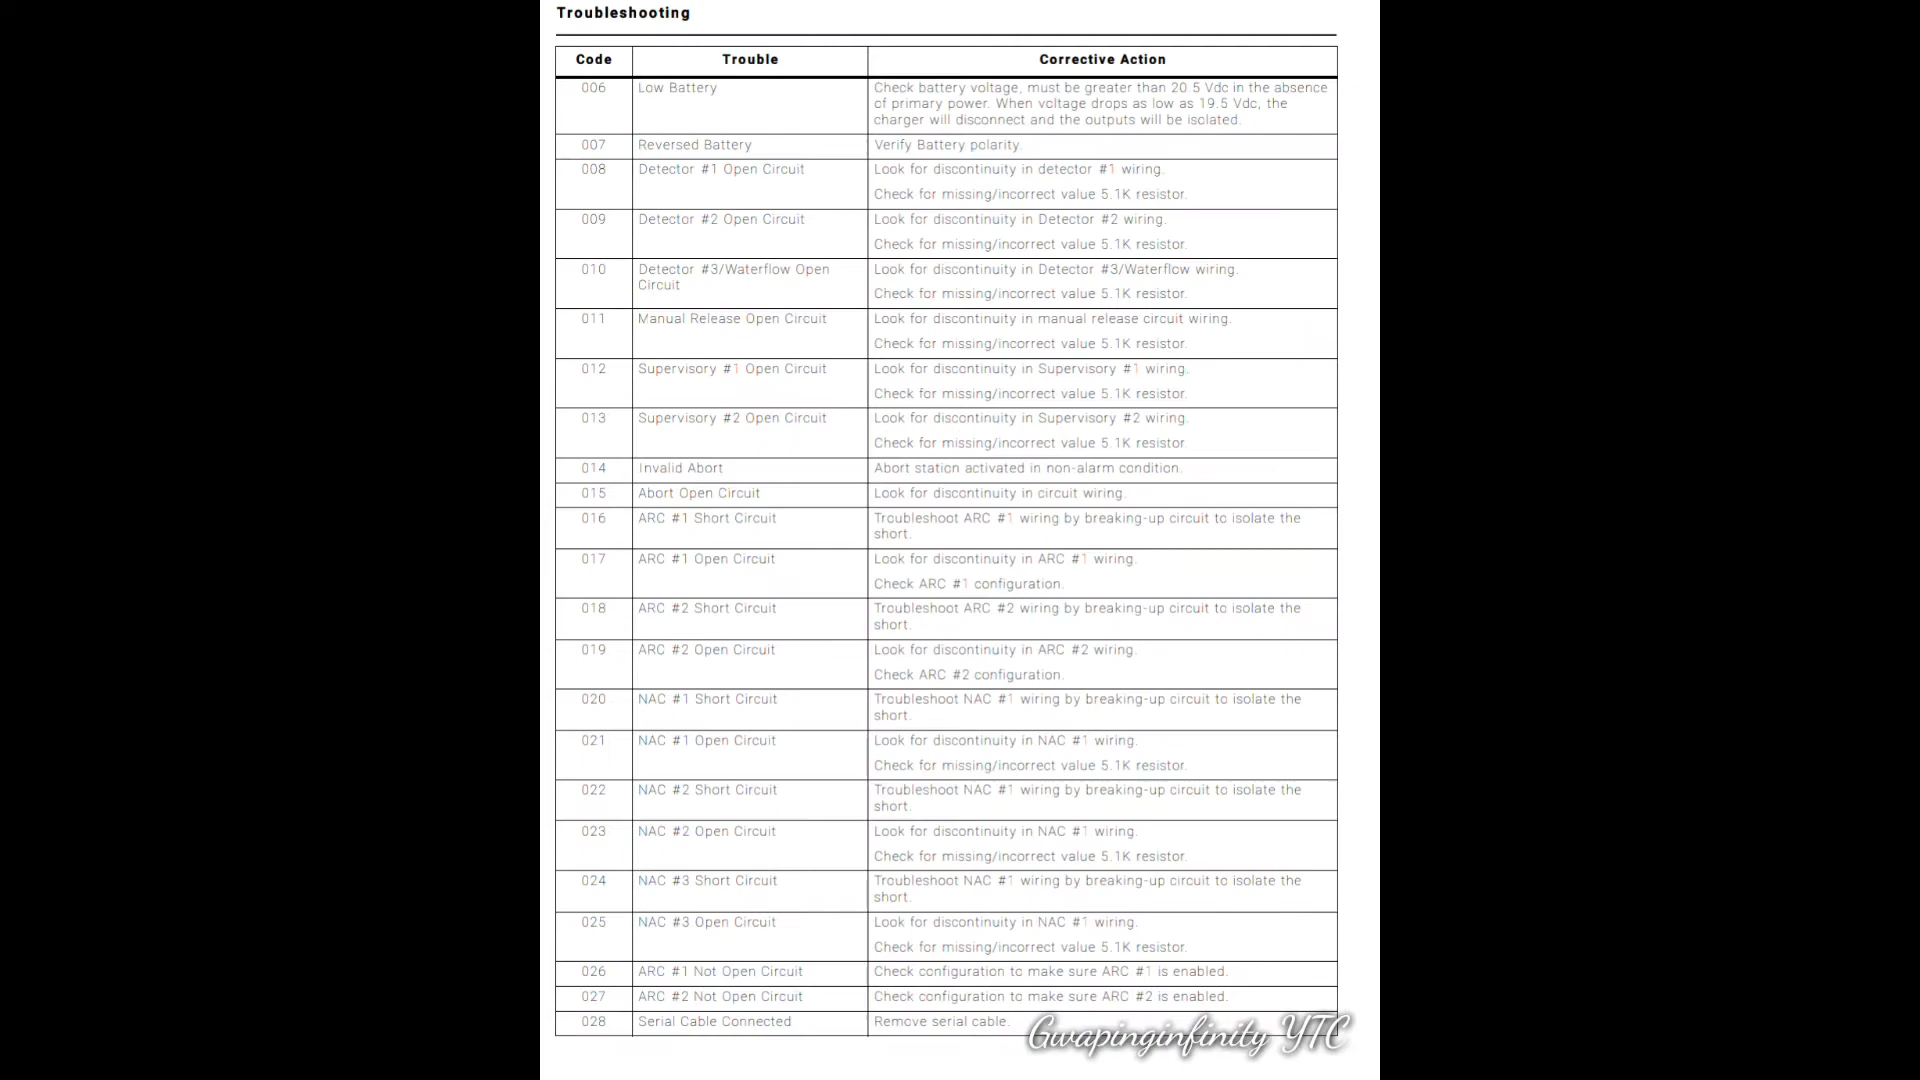 Troubleshooting
Code Trouble Corrective Action
006 Low Battery Check battery voltage, must be greater than 20.5 Vdc in the absence
of primary power. When voltage drops as low as 19.5 Vdc, the
charger will disconnect and the outputs will be isolated.
007 Reversed Battery Verify Battery polarity.
008 Detector #1 Open Circuit Look for discontinuity in detector #1 wiring.
Check for missing/incorrect value 5.1K resistor.
009 Detector #2 Open Circuit Look for discontinuity in Detector #2 wiring.
Check for missing/incorrect value 5.1K resistor.
010 Detector #3/Waterflow Open Look for discontinuity in Detector #3/Waterflow wiring.
Circuit
Check for missing/incorrect value 5.1K resistor.
011 Manual Release Open Circuit Look for discontinuity in manual release circuit wiring.
Check for missing/incorrect value 5.1K resistor.
012 Supervisory #1 Open Circuit Look for discontinuity in Supervisory #1 wiring.
Check for missing/incorrect value 5.1K resistor.
013 Supervisory #2 Open Circuit Look for discontinuity in Supervisory #2 wiring.
Check for missing/incorrect value 5.1K resistor.
014 Invalid Abort Abort station activated in non-alarm condition.
015 Abort Open Circuit Look for discontinuity in circuit wiring.
016 ARC #1 Short Circuit Troubleshoot ARC #1 wiring by breaking-up circuit to isolate the
short.
017 ARC #1 Open Circuit Look for discontinuity in ARC #1 wiring.
Check ARC #1 configuration.
018 ARC #2 Short Circuit Troubleshoot ARC #2 wiring by breaking-up circuit to isolate the
short.
019 ARC #2 Open Circuit Look for discontinuity in ARC #2 wiring.
Check ARC #2 configuration.
020 NAC #1 Short Circuit Troubleshoot NAC #1 wiring by breaking-up circuit to isolate the
short.
021 NAC #1 Open Circuit Look for discontinuity in NAC #1 wiring.
Check for missing/incorrect value 5.1K resistor.
022 NAC #2 Short Circuit Troubleshoot NAC #1 wiring by breaking-up circuit to isolate the
short.
023 NAC #2 Open Circuit Look for discontinuity in NAC #1 wiring.
Check for missing/incorrect value 5.1K resistor.
024 NAC #3 Short Circuit Troubleshoot NAC #1 wiring by breaking-up circuit to isolate the
short.
025 NAC #3 Open Circuit Look for discontinuity in NAC #1 wiring.
Check for missing/incorrect value 5.1K resistor.
026 ARC #1 Not Open Circuit Check configuration to make sure ARC #1 is enabled.
027 ARC #2 Not Open Circuit Check configuration to make sure ARC #2 is enabled.
028 Serial Cable Connected Remove serial cable.
Gwapinginfinity YTC